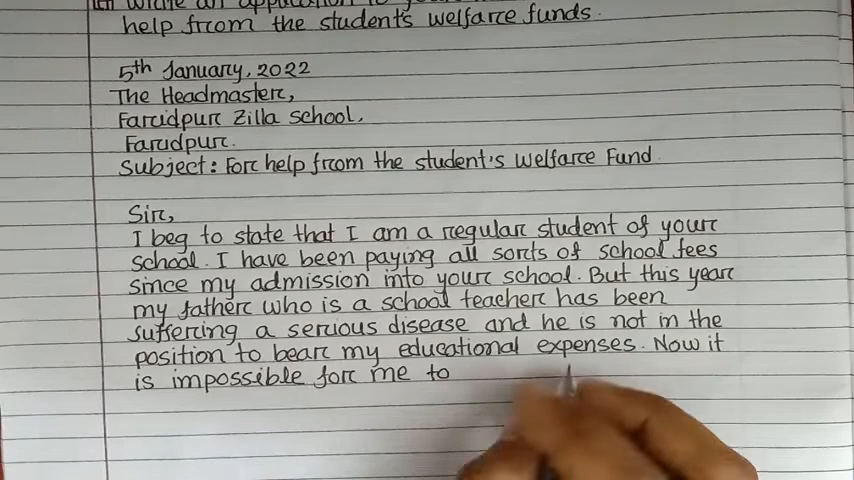 help from the student's welfare funds.
5th January, 2022
The Headmaster,
Faridpur Zilla School,
Faridpur.
Subject: For help from the student's Welfare Fund
Sir,
I beg to state that I am a regular student of your
school. I have been paying all sorts of school fees
since my admission into your school. But this year
my father who is a school teacher has been
suffering a serious disease and he is not in the
position to bear my educational expenses. Now it
is impossible for me to